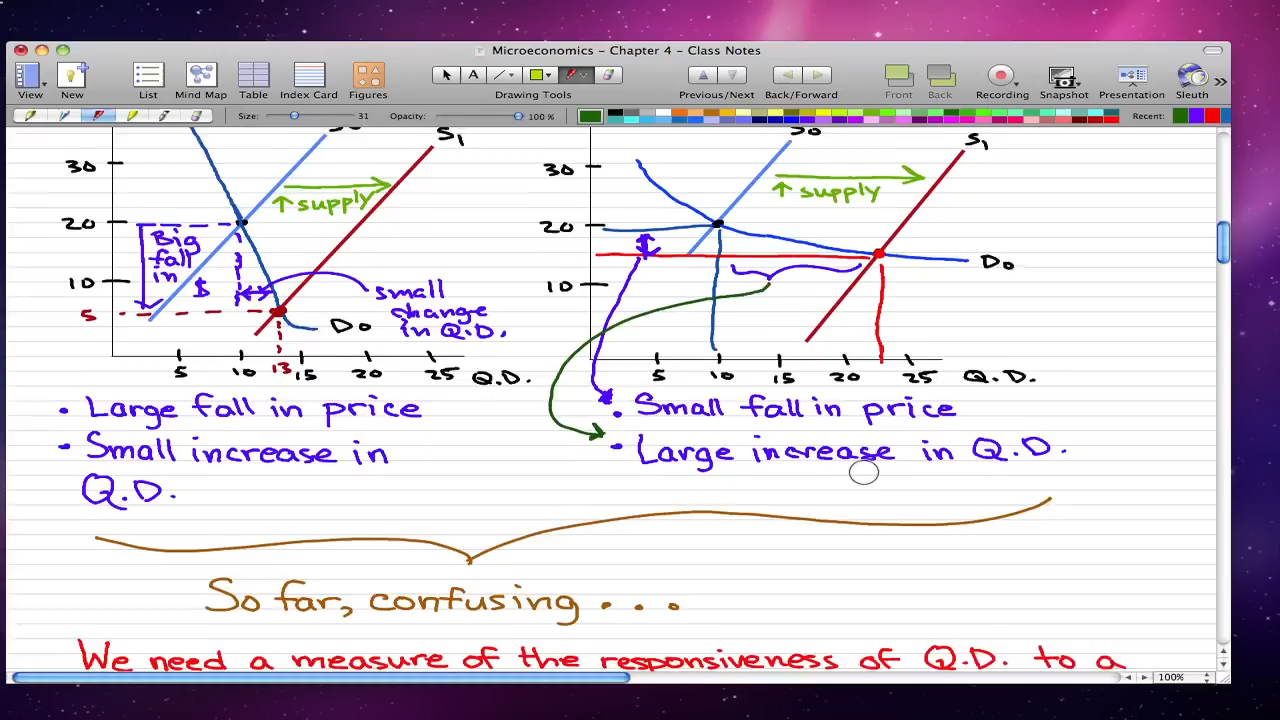 Microeconomics - Chapter 4 - Class Notes
View New List Mind Map Table Index Card Figures Drawing Tools Previous/Next Back/Forward Front Back Recording Snapshot Presentation Sleuth
Size: 31 Opacity: 100 % Recent:
S0 S1
30
↑ supply
20
Big
fall
in
$
10
small
change
in Q.D.
5
D0
5 10 13 15 20 25 Q.D.
• Large fall in price
• Small increase in
Q.D.
S0 S1
30
↑ supply
20
D0
10
5 10 15 20 25 Q.D.
• Small fall in price
• Large increase in Q.D.
So far, confusing . . .
We need a measure of the responsiveness of Q.D. to a
100%